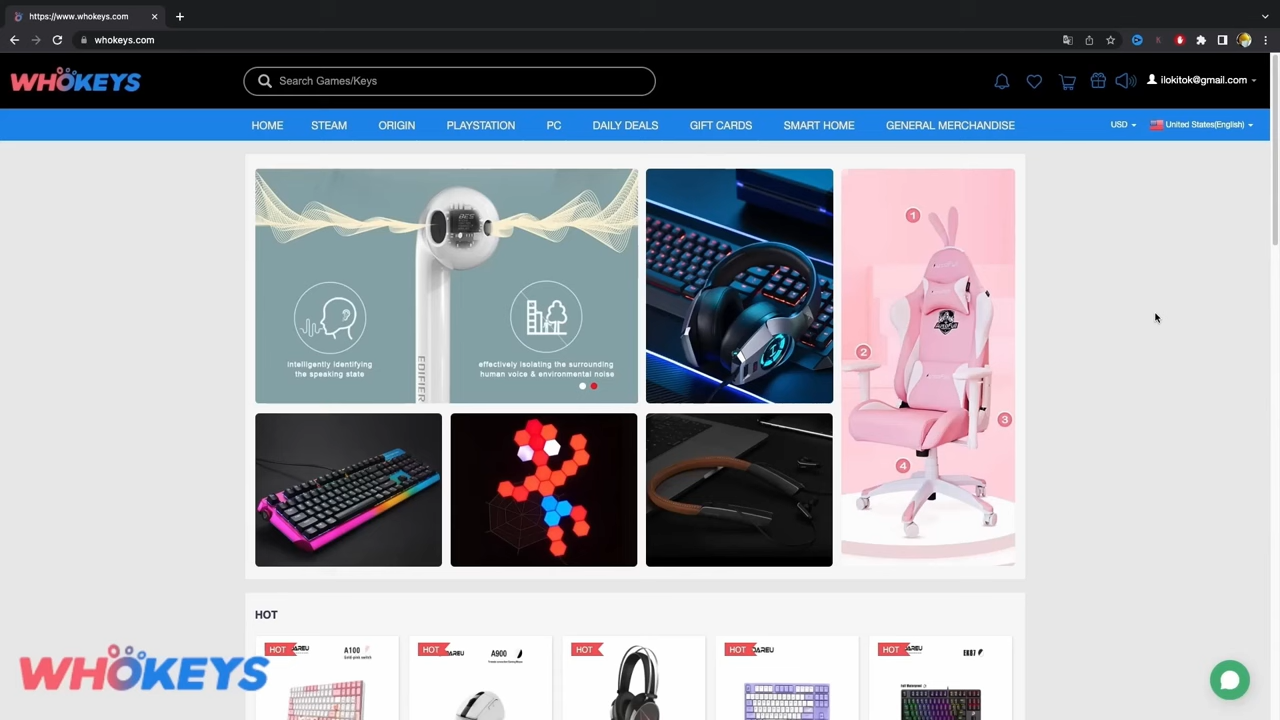 https://www.whokeys.com
whokeys.com
WHOKEYS
Search Games/Keys
ilokitok@gmail.com
HOME STEAM ORIGIN PLAYSTATION PC DAILY DEALS GIFT CARDS SMART HOME GENERAL MERCHANDISE
USD United States(English)
intelligently identifying
the speaking state
EDIFIER
effectively isolating the surrounding
human voice & environmental noise
1
2
3
4
HOT
HOT
A100
HOT
A900
HOT
HOT
HOT
EK87
WHOKEYS